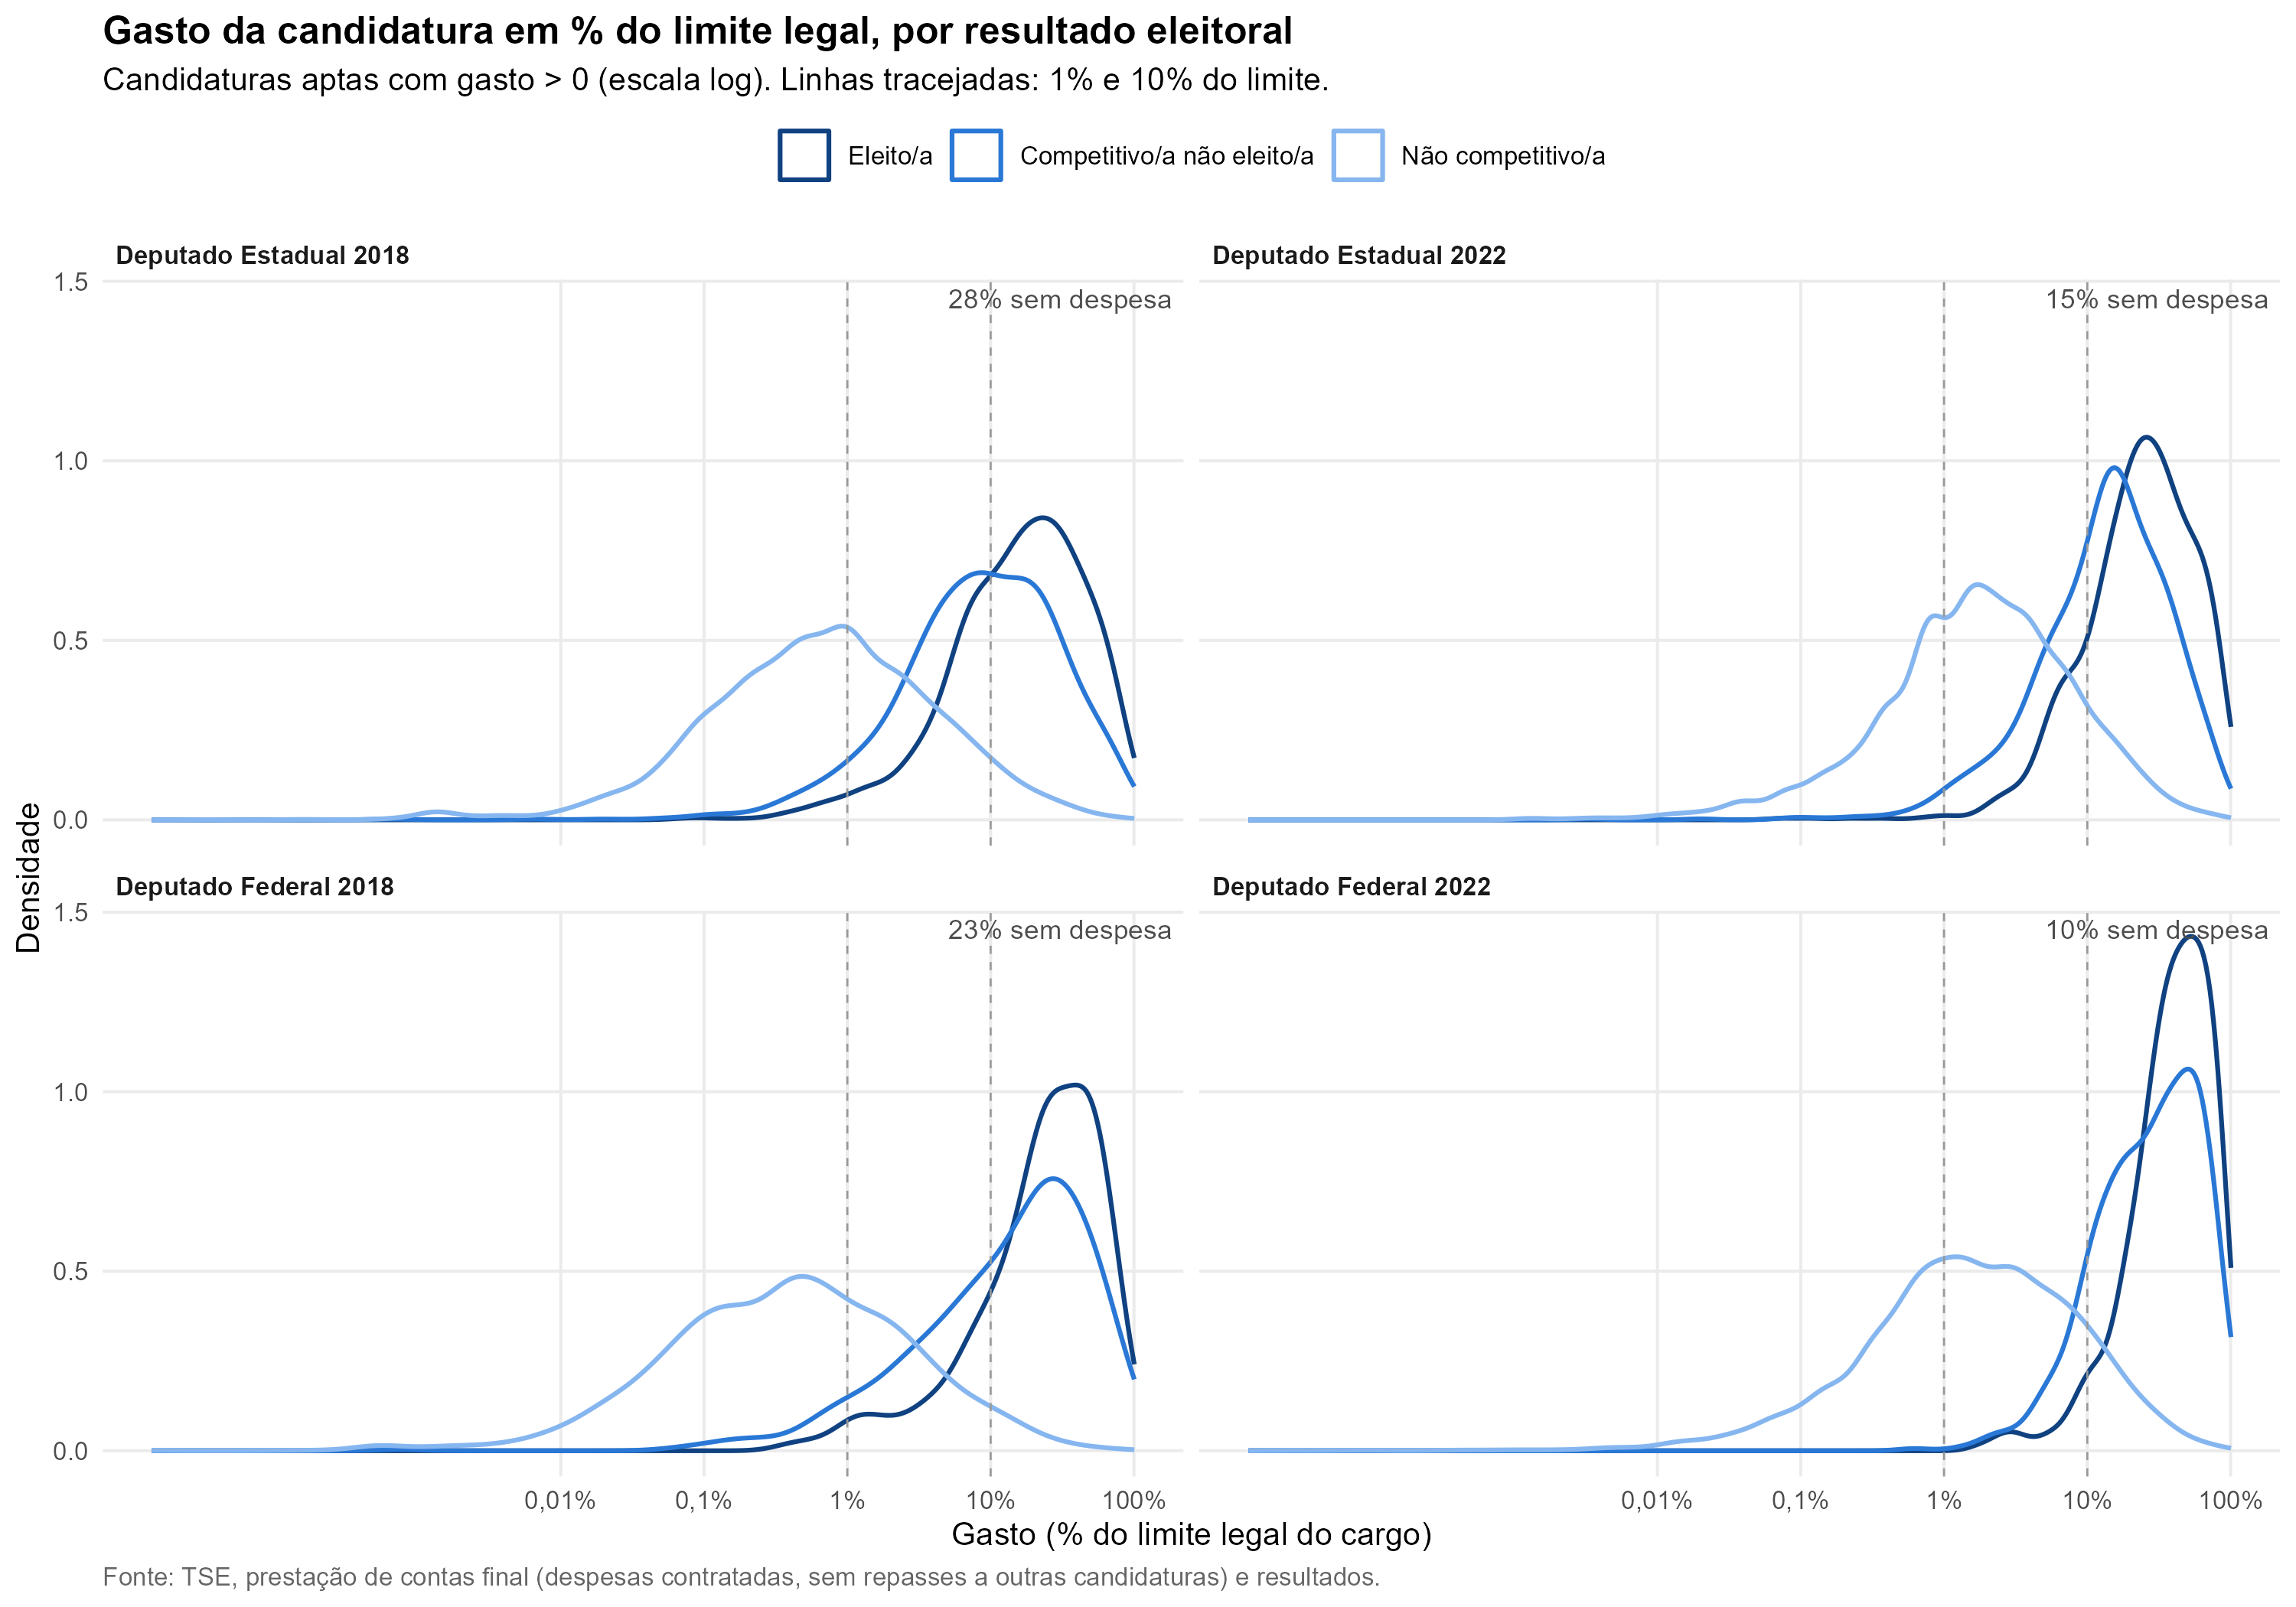 Gasto da candidatura em % do limite legal, por resultado eleitoral
Candidaturas aptas com gasto > 0 (escala log). Linhas tracejadas: 1% e 10% do limite.
Eleito/a
Competitivo/a não eleito/a
Não competitivo/a
Deputado Estadual 2018
Deputado Estadual 2022
1.5
28% sem despesa
15% sem despesa
1.0
0.5
0.0
Densidade
Deputado Federal 2018
Deputado Federal 2022
1.5
23% sem despesa
10% sem despesa
1.0
0.5
0.0
0,01%
0,1%
1%
10%
100%
0,01%
0,1%
1%
10%
100%
Gasto (% do limite legal do cargo)
Fonte: TSE, prestação de contas final (despesas contratadas, sem repasses a outras candidaturas) e resultados.